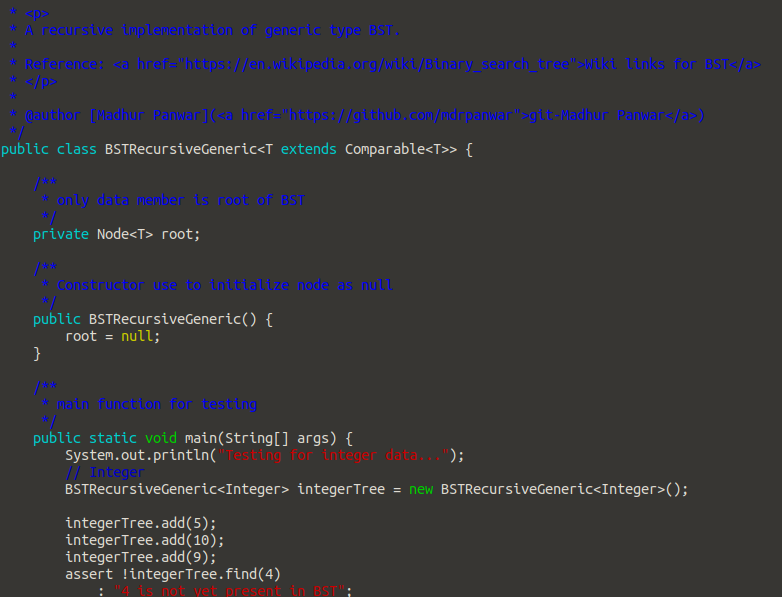 * <p>
* A recursive implementation of generic type BST.
*
* Reference: <a href="https://en.wikipedia.org/wiki/Binary_search_tree">Wiki links for BST</a>
* </p>
*
* @author [Madhur Panwar](<a href="https://github.com/mdrpanwar">git-Madhur Panwar</a>)
*/
public class BSTRecursiveGeneric<T extends Comparable<T>> {

    /**
     * only data member is root of BST
     */
    private Node<T> root;

    /**
     * Constructor use to initialize node as null
     */
    public BSTRecursiveGeneric() {
        root = null;
    }

    /**
     * main function for testing
     */
    public static void main(String[] args) {
        System.out.println("Testing for integer data...");
        // Integer
        BSTRecursiveGeneric<Integer> integerTree = new BSTRecursiveGeneric<Integer>();

        integerTree.add(5);
        integerTree.add(10);
        integerTree.add(9);
        assert !integerTree.find(4)
            : "4 is not yet present in BST";